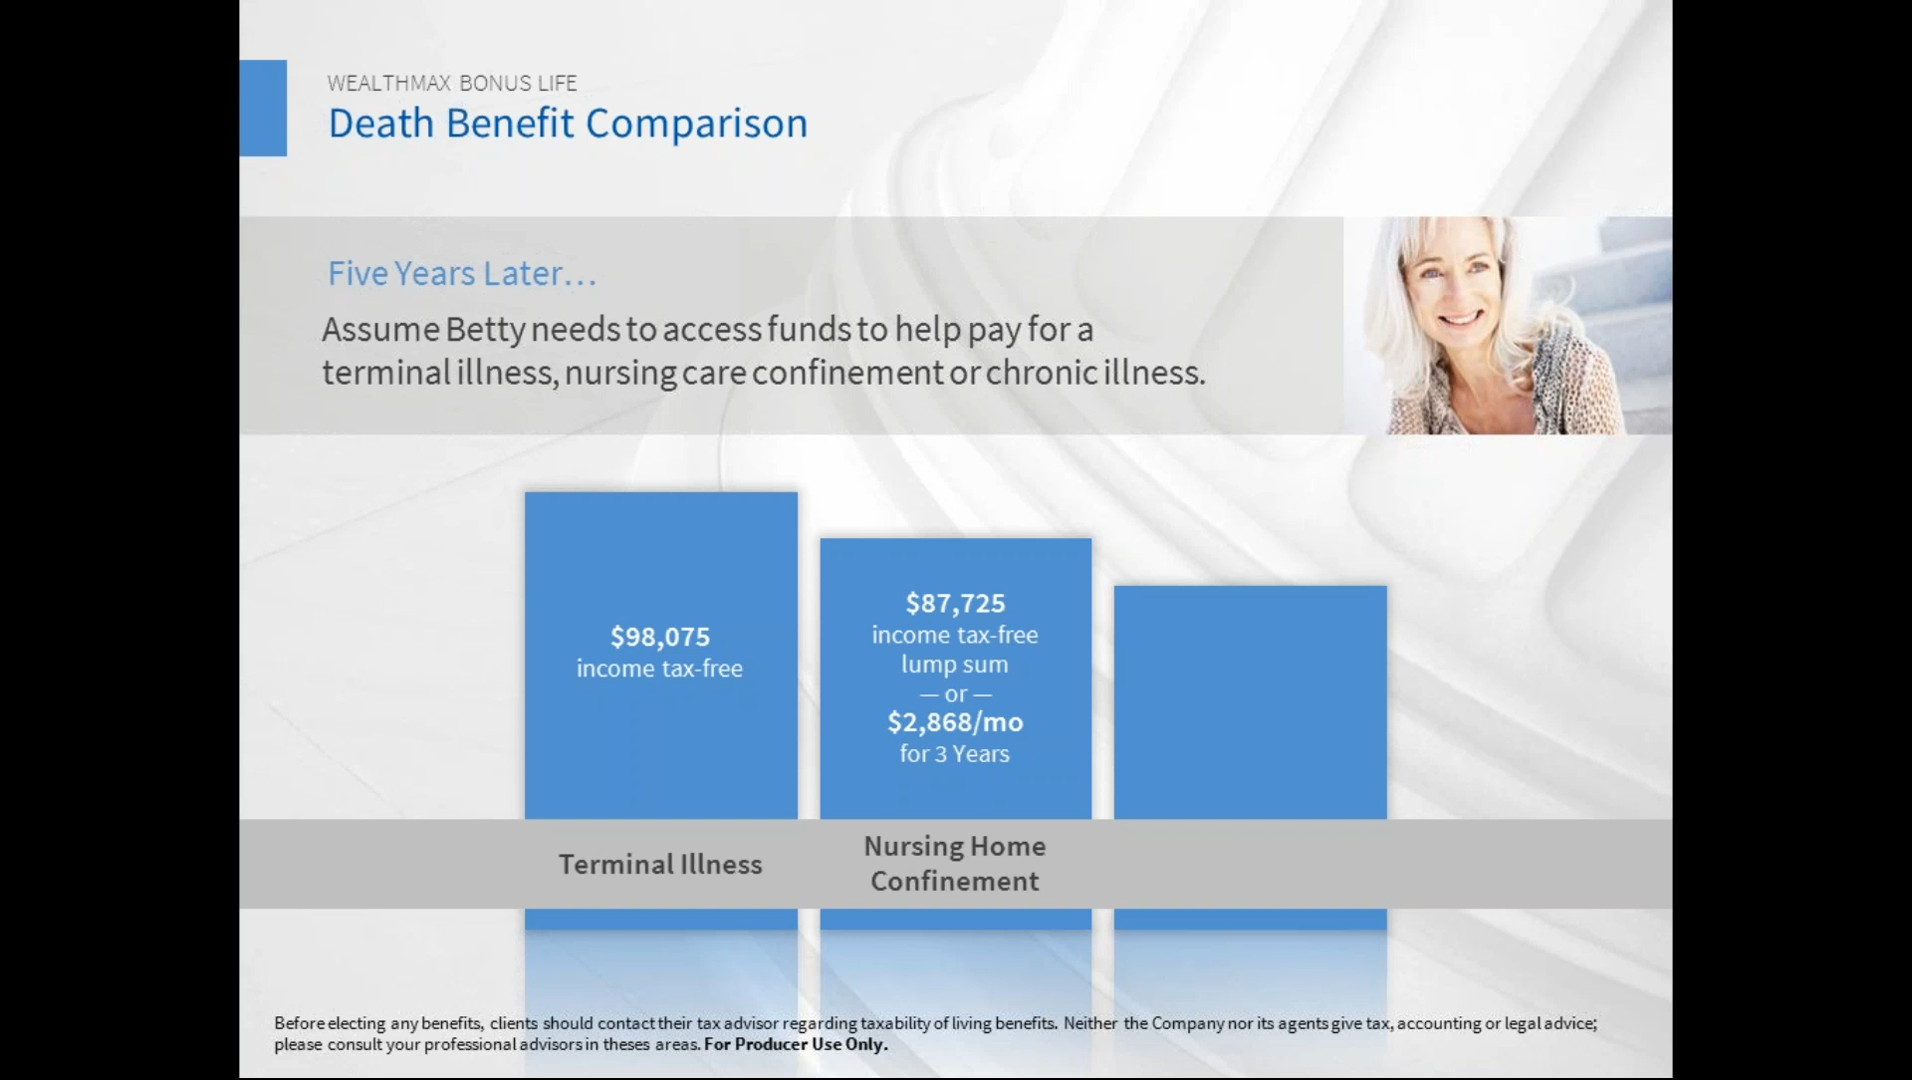 WEALTHMAX BONUS LIFE
Death Benefit Comparison
Five Years Later...
Assume Betty needs to access funds to help pay for a
terminal illness, nursing care confinement or chronic illness.
$98,075
income tax-free
$87,725
income tax-free
lump sum
— or —
$2,868/mo
for 3 Years
Terminal Illness
Nursing Home
Confinement
Before electing any benefits, clients should contact their tax advisor regarding taxability of living benefits. Neither the Company nor its agents give tax, accounting or legal advice;
please consult your professional advisors in theses areas. For Producer Use Only.